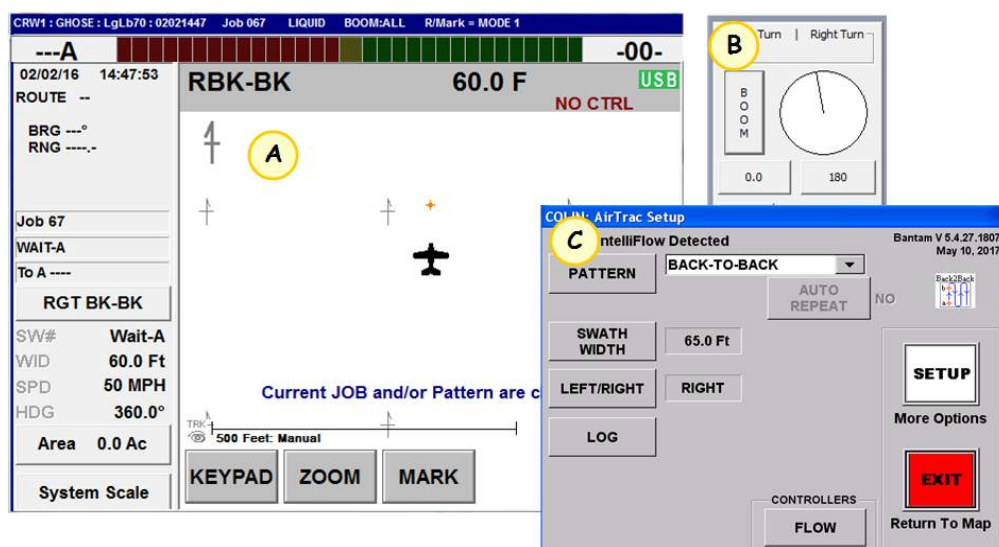 CRW1 : GHOSE : LgLb70 : 02021447 Job 067 LIQUID BOOM:ALL R/Mark = MODE 1
---A -00-
02/02/16 14:47:53
ROUTE --
BRG ---°
RNG ----.-
Job 67
WAIT-A
To A ----
RGT BK-BK
SW# Wait-A
WID 60.0 Ft
SPD 50 MPH
HDG 360.0°
Area 0.0 Ac
System Scale
RBK-BK 60.0 F USB
NO CTRL
A
Current JOB and/or Pattern are c
TRK
500 Feet: Manual
KEYPAD ZOOM MARK
B
Turn | Right Turn
BOOM
0.0 180
COLIN: AirTrac Setup
C
ntelliFlow Detected
Bantam V 5.4.27.1807
May 10, 2017
PATTERN BACK-TO-BACK
AUTO REPEAT NO
Back2Back
SWATH WIDTH 65.0 Ft
LEFT/RIGHT RIGHT
LOG
SETUP
More Options
EXIT
Return To Map
CONTROLLERS
FLOW